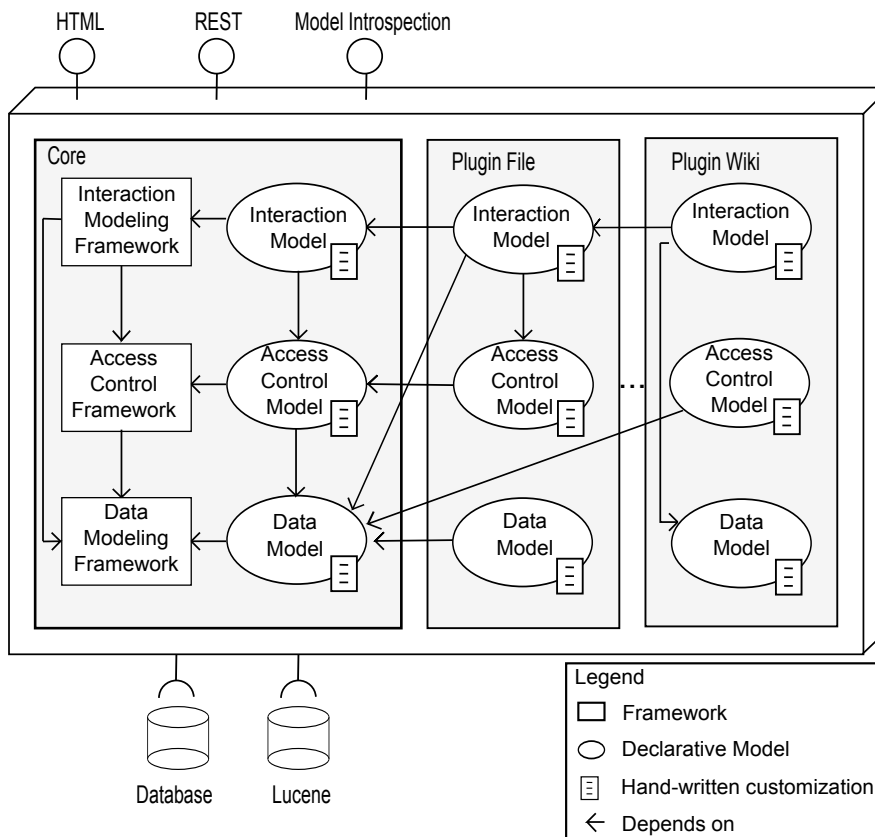 HTML
REST
Model Introspection
Core
Plugin File
Plugin Wiki
Interaction
Modeling
Framework
Interaction
Model
Interaction
Model
Interaction
Model
Access
Control
Framework
Access
Control
Model
Access
Control
Model
...
Access
Control
Model
Data
Modeling
Framework
Data
Model
Data
Model
Data
Model
Database
Lucene
Legend
Framework
Declarative Model
Hand-written customization
Depends on